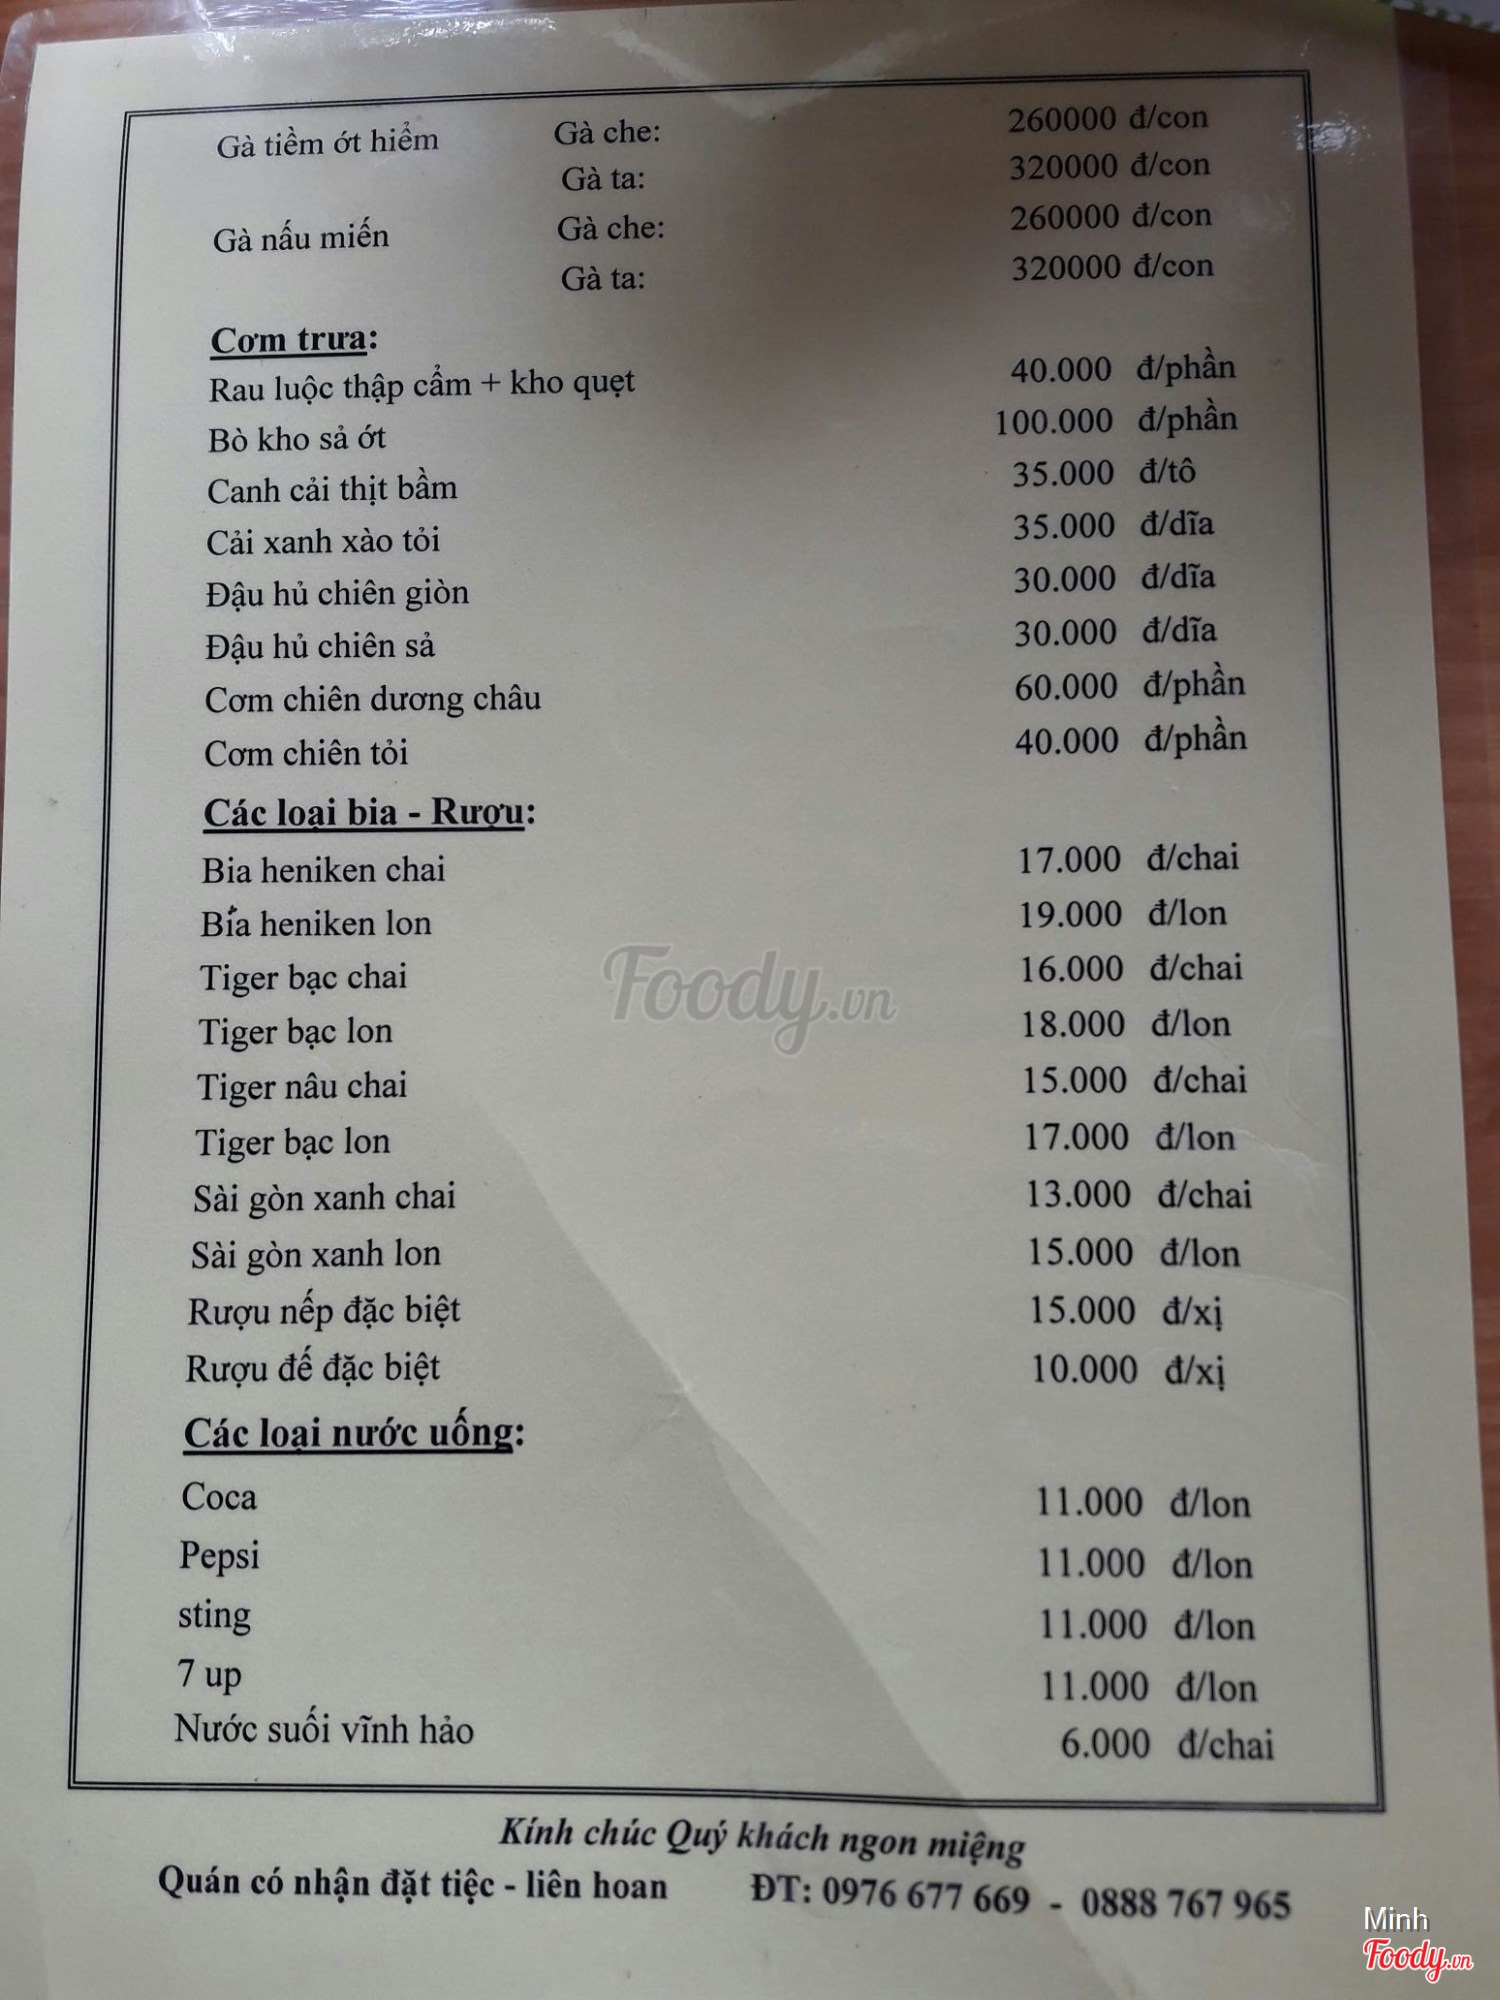 Gà tiềm ớt hiểm Gà che: 260000 đ/con
Gà ta: 320000 đ/con
Gà nấu miến Gà che: 260000 đ/con
Gà ta: 320000 đ/con
Cơm trưa:
Rau luộc thập cẩm + kho quẹt 40.000 đ/phần
Bò kho sả ớt 100.000 đ/phần
Canh cải thịt bằm 35.000 đ/tô
Cải xanh xào tỏi 35.000 đ/dĩa
Đậu hủ chiên giòn 30.000 đ/dĩa
Đậu hủ chiên sả 30.000 đ/dĩa
Cơm chiên dương châu 60.000 đ/phần
Cơm chiên tỏi 40.000 đ/phần
Các loại bia - Rượu:
Bia heniken chai 17.000 đ/chai
Bia heniken lon 19.000 đ/lon
Tiger bạc chai 16.000 đ/chai
Tiger bạc lon 18.000 đ/lon
Tiger nâu chai 15.000 đ/chai
Tiger bạc lon 17.000 đ/lon
Sài gòn xanh chai 13.000 đ/chai
Sài gòn xanh lon 15.000 đ/lon
Rượu nếp đặc biệt 15.000 đ/xị
Rượu đế đặc biệt 10.000 đ/xị
Các loại nước uống:
Coca 11.000 đ/lon
Pepsi 11.000 đ/lon
sting 11.000 đ/lon
7 up 11.000 đ/lon
Nước suối vĩnh hảo 6.000 đ/chai
Kính chúc Quý khách ngon miệng
Quán có nhận đặt tiệc - liên hoan ĐT: 0976 677 669 - 0888 767 965
Foody.vn
Minh
Foody.vn